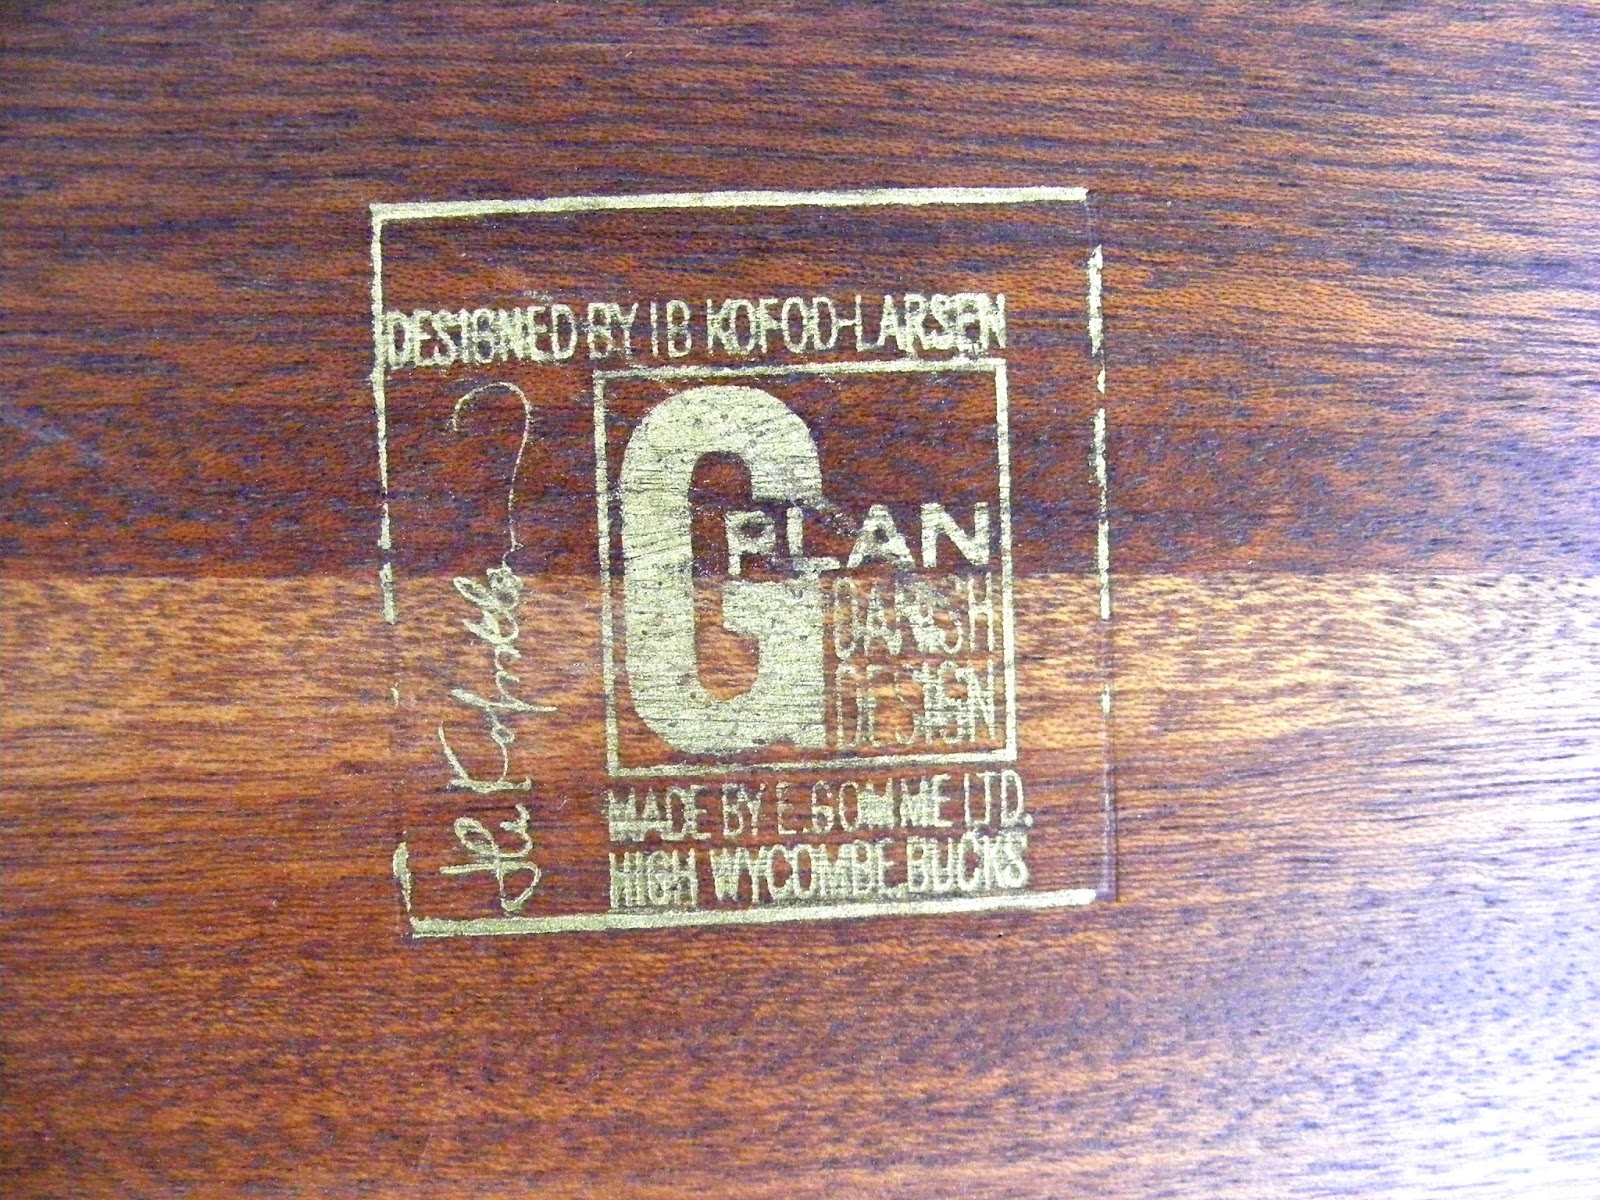 DESIGNED BY IB KOFOD-LARSEN
G PLAN
DANISH
DESIGN
MADE BY E. GOMME LTD.
HIGH WYCOMBE, BUCKS